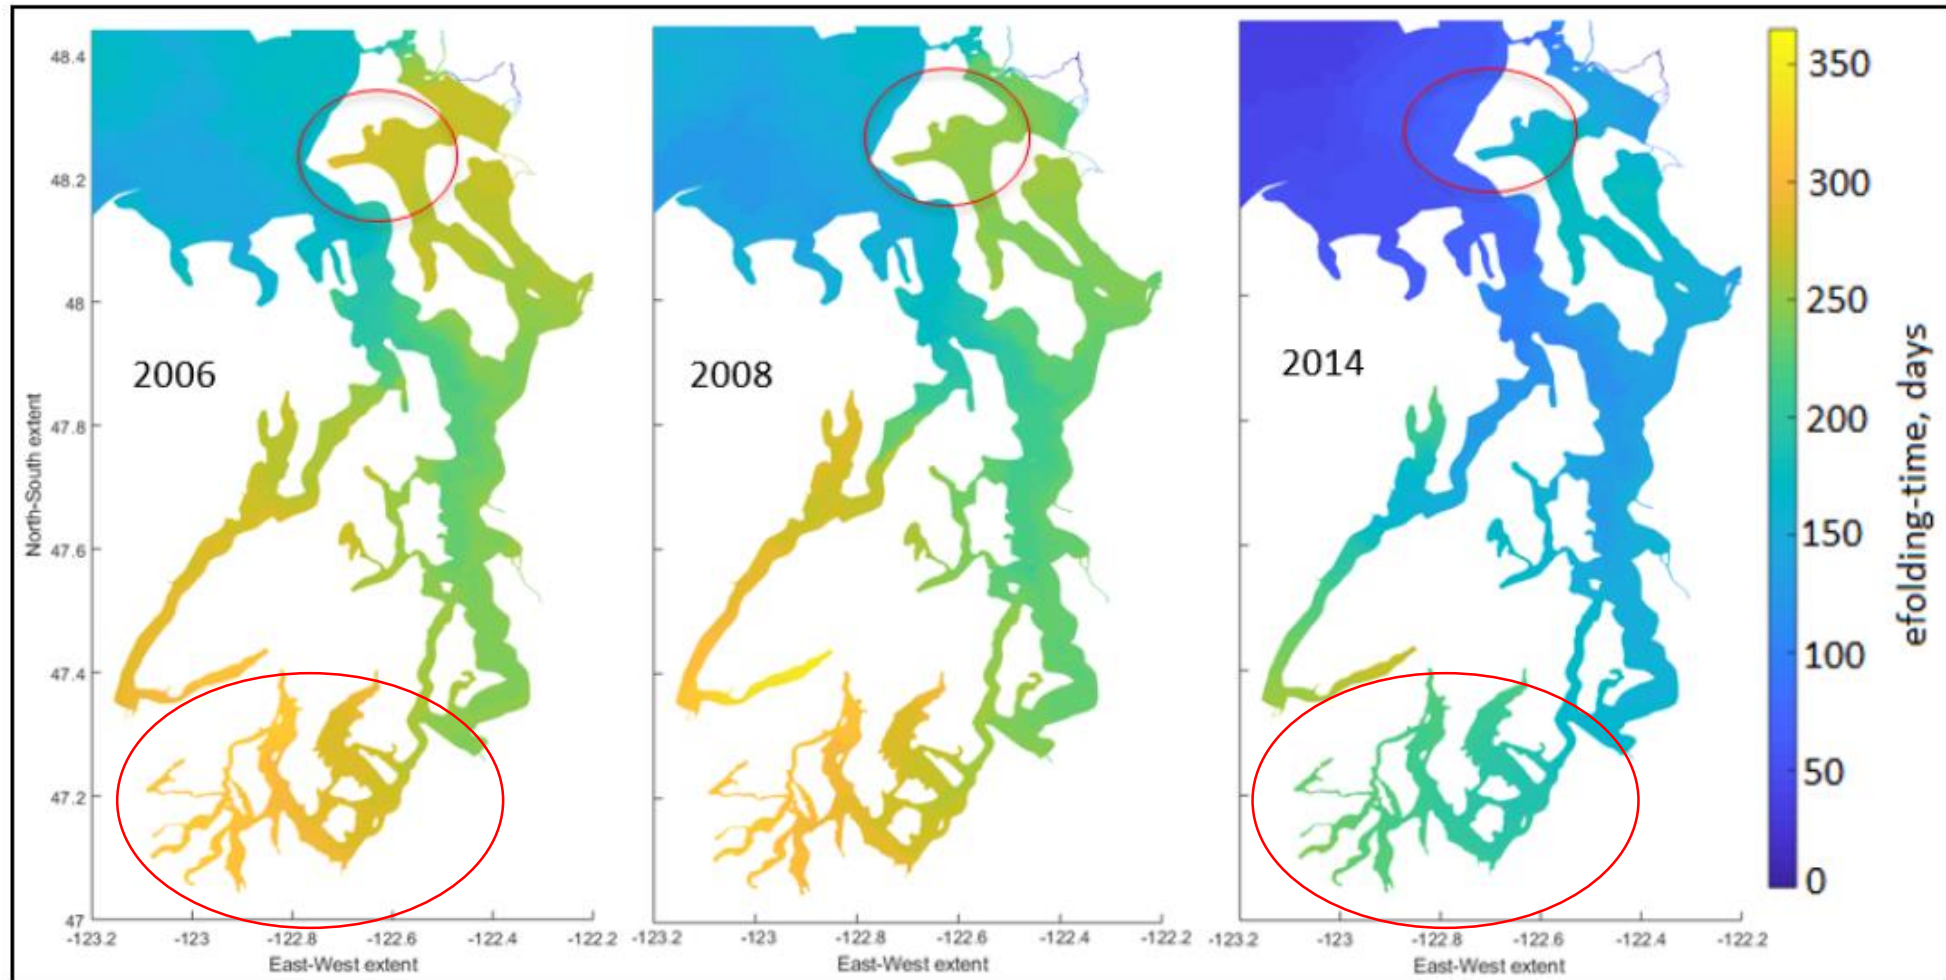 2006
2008
2014
48.4
48.2
48
47.8
47.6
47.4
47.2
47
North-South extent
-123.2 -123 -122.8 -122.6 -122.4 -122.2
East-West extent
-123.2 -123 -122.8 -122.6 -122.4 -122.2
East-West extent
-123.2 -123 -122.8 -122.6 -122.4 -122.2
East-West extent
350
300
250
200
150
100
50
0
efolding-time, days